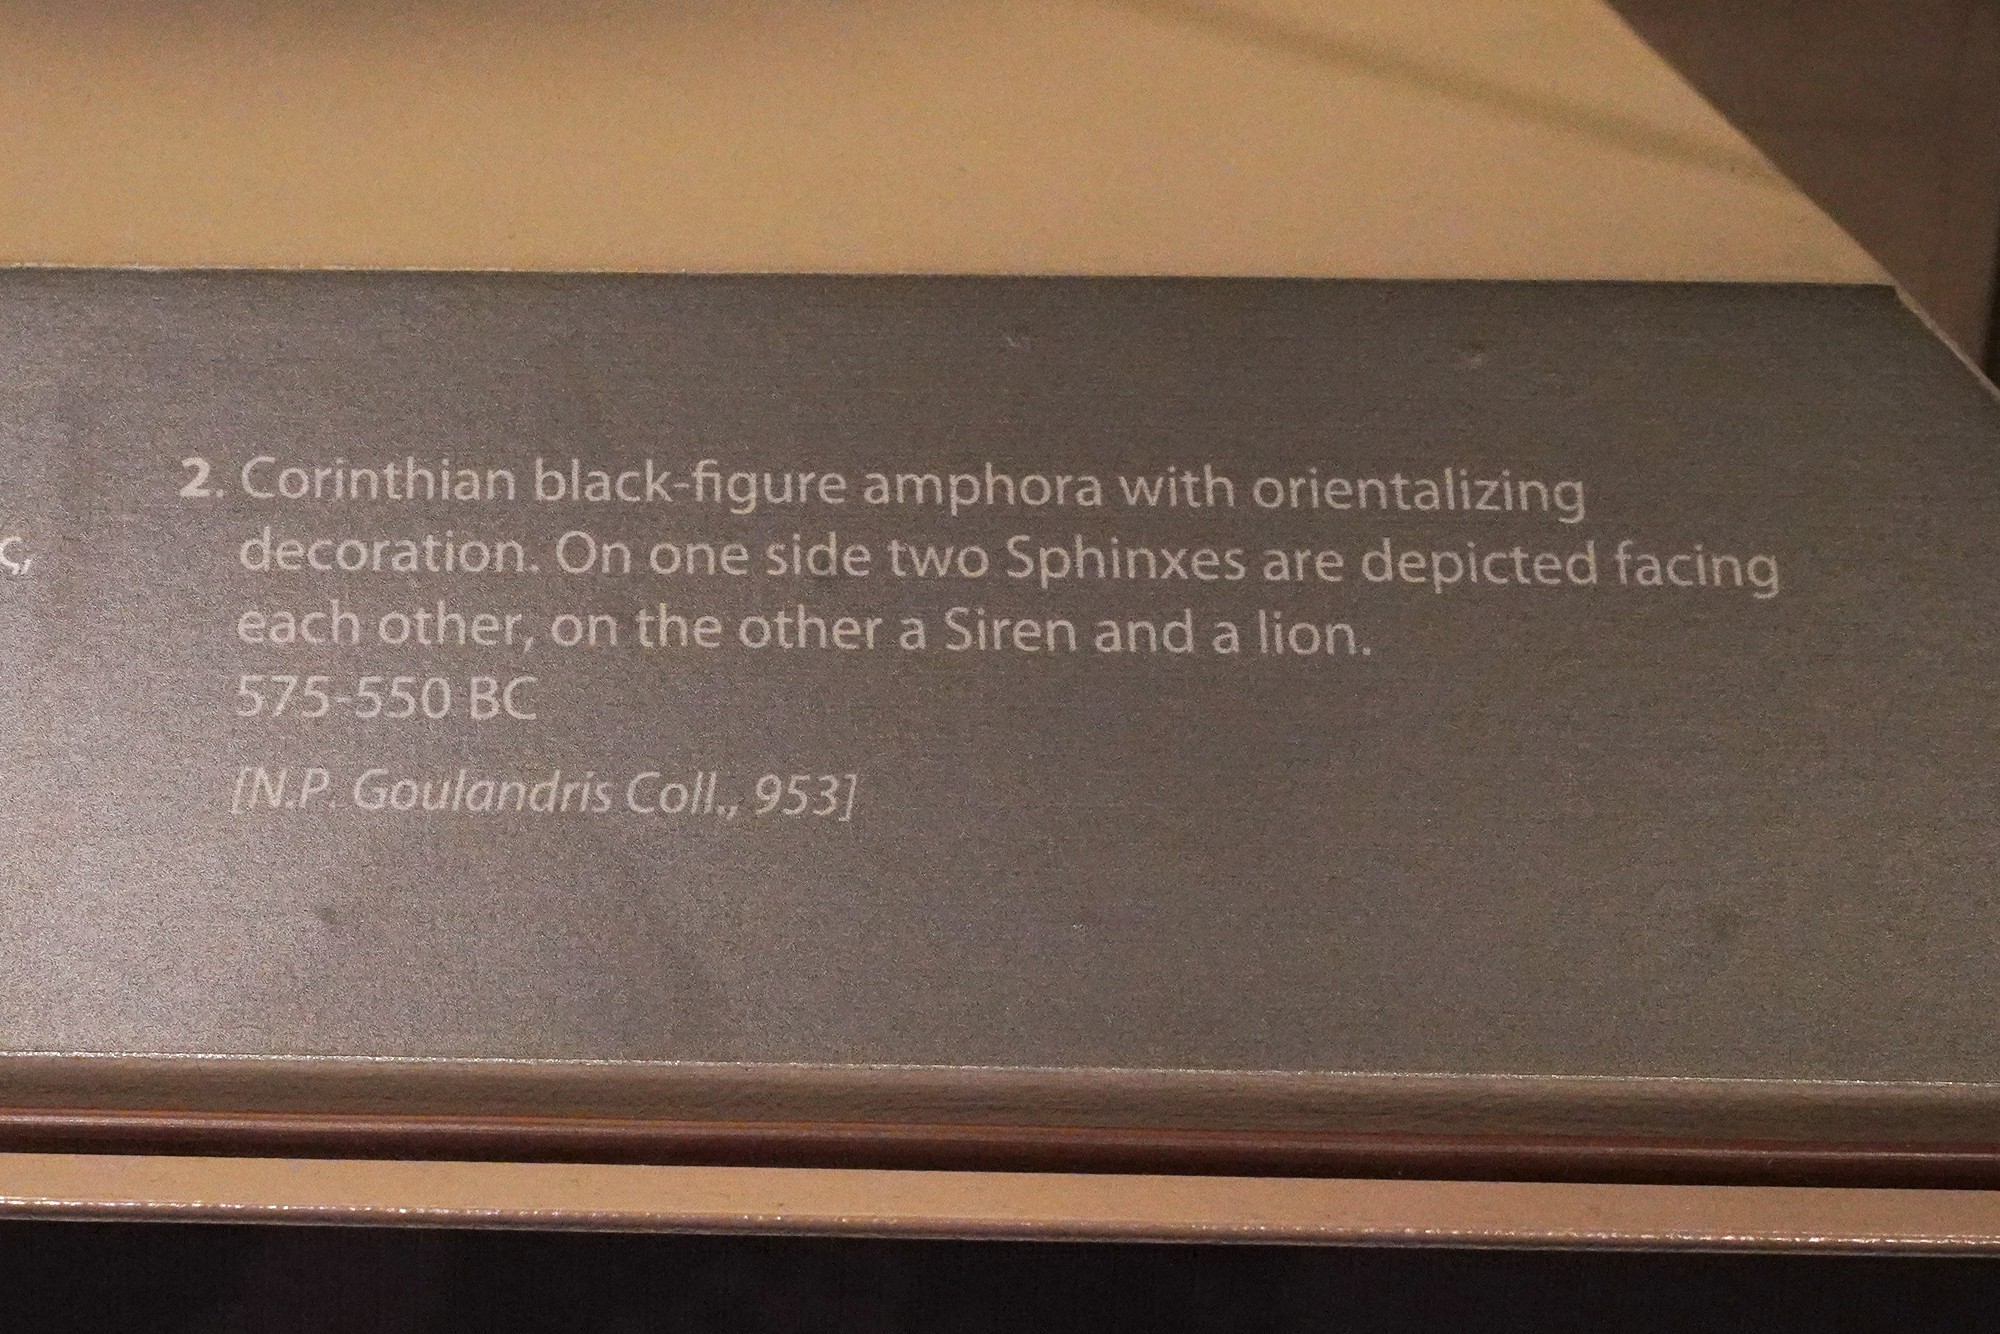 ς,
2. Corinthian black-figure amphora with orientalizing
decoration. On one side two Sphinxes are depicted facing
each other, on the other a Siren and a lion.
575-550 BC
[N.P. Goulandris Coll., 953]